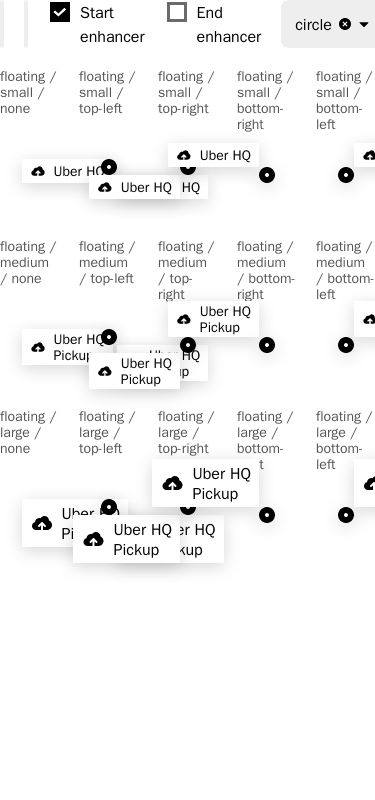 Start
enhancer
End
enhancer
circle
floating /
small /
none
floating /
small /
top-left
floating /
small /
top-right
floating /
small /
bottom-
right
floating /
small /
bottom-
left
Uber HQ
Uber HQ
HQ
Uber HQ
floating /
medium
/ none
floating /
medium
/ top-left
floating /
medium
/ top-
right
floating /
medium
/ bottom-
right
floating /
medium
/ bottom-
left
Uber HQ
Pickup
Uber HQ
Pickup
Uber HQ
Pickup
floating /
large /
none
floating /
large /
top-left
floating /
large /
top-right
floating /
large /
bottom-
floating /
large /
bottom-
left
Uber
Uber HQ
Pickup
HQ
Uber HQ
Pickup